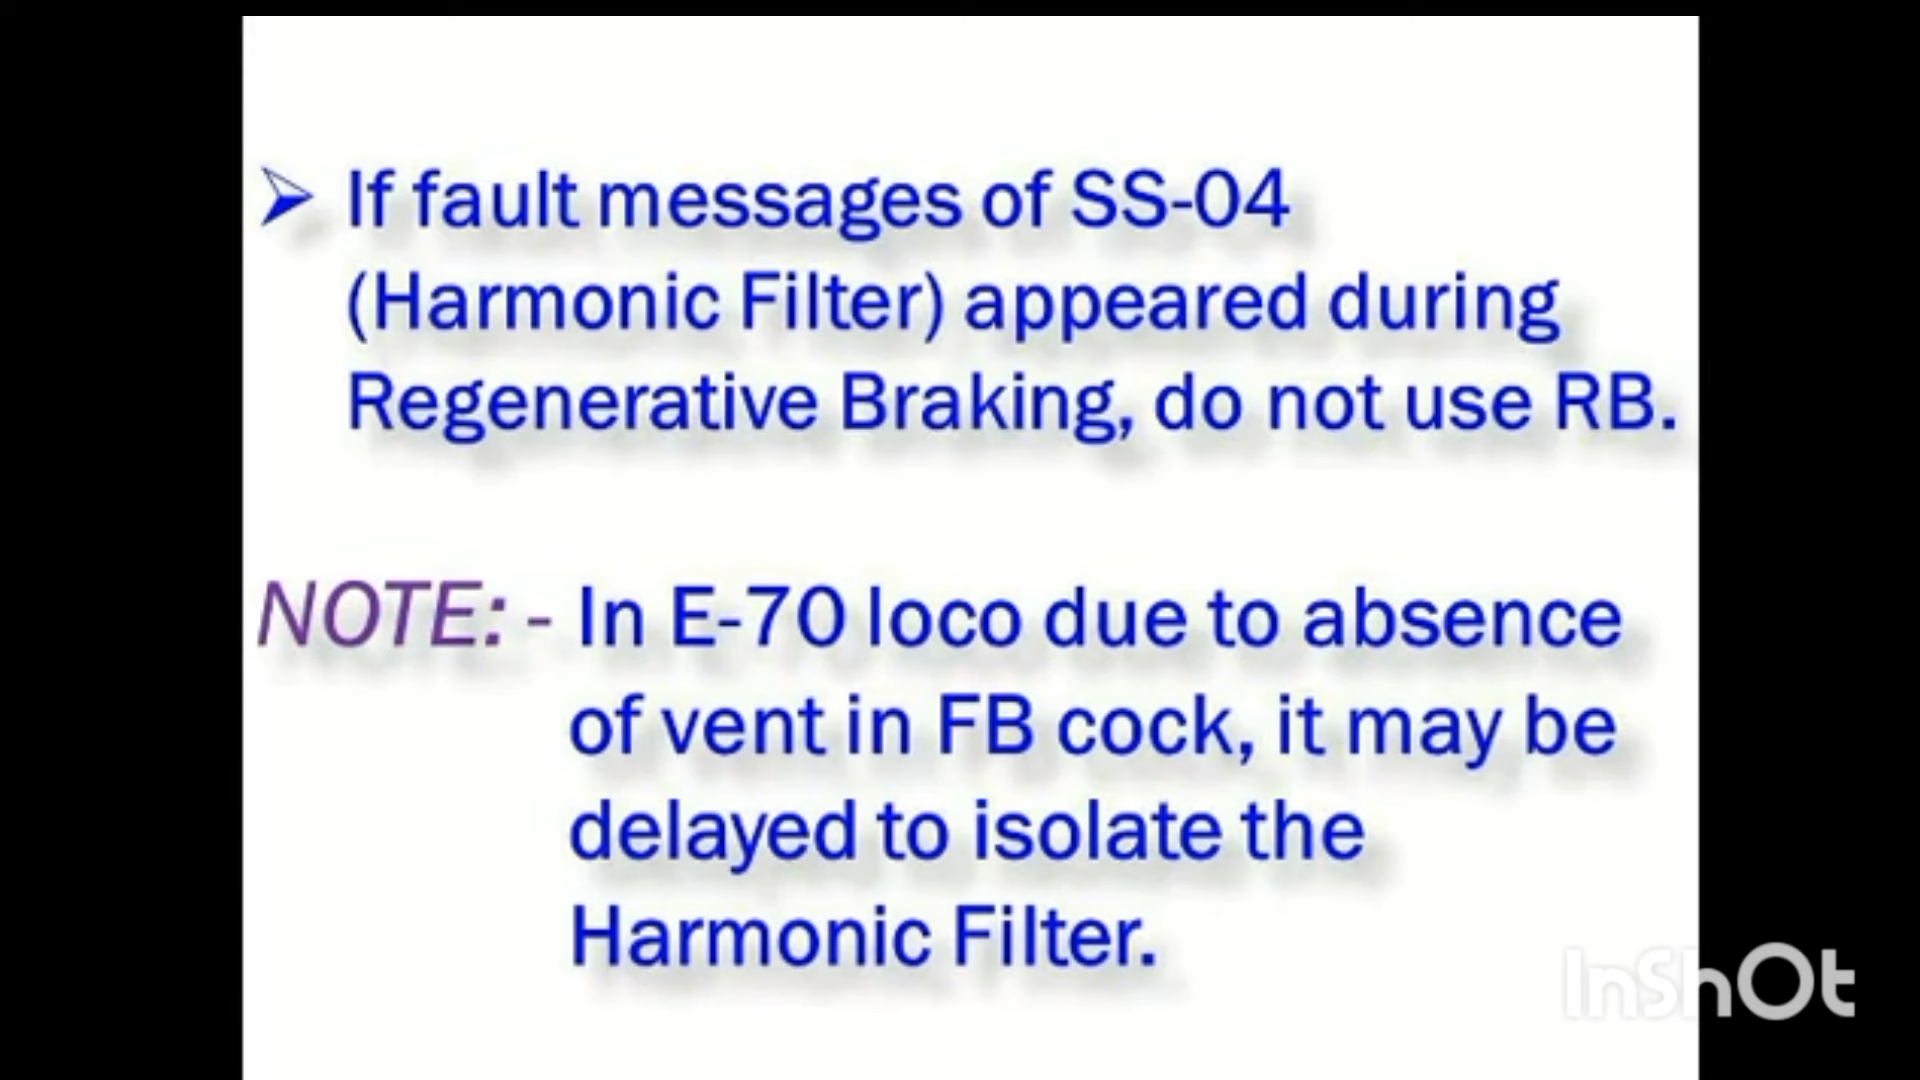 ➢ If fault messages of SS-04
(Harmonic Filter) appeared during
Regenerative Braking, do not use RB.
NOTE: - In E-70 loco due to absence
of vent in FB cock, it may be
delayed to isolate the
Harmonic Filter.
InShOt